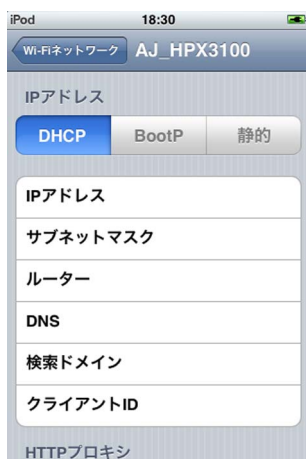 iPod 18:30
Wi-Fiネットワーク AJ_HPX3100
IPアドレス
DHCP BootP 静的
IPアドレス
サブネットマスク
ルーター
DNS
検索ドメイン
クライアントID
HTTPプロキシ